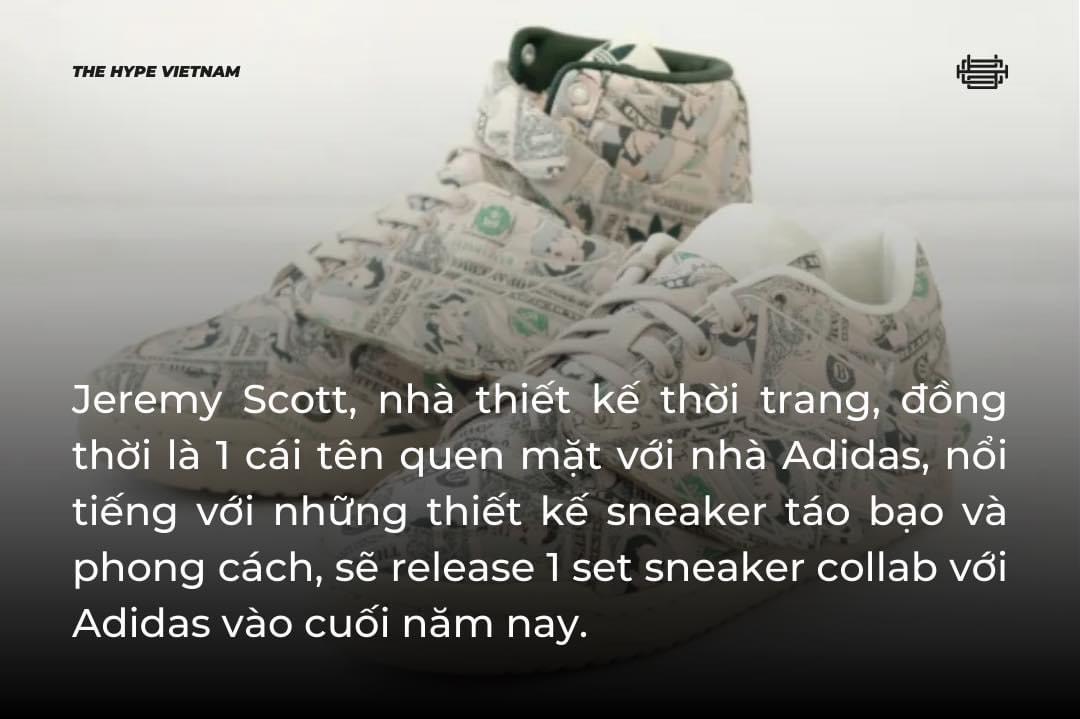 THE HYPE VIETNAM
Jeremy Scott, nhà thiết kế thời trang, đồng
thời là 1 cái tên quen mặt với nhà Adidas, nổi
tiếng với những thiết kế sneaker táo bạo và
phong cách, sẽ release 1 set sneaker collab với
Adidas vào cuối năm nay.